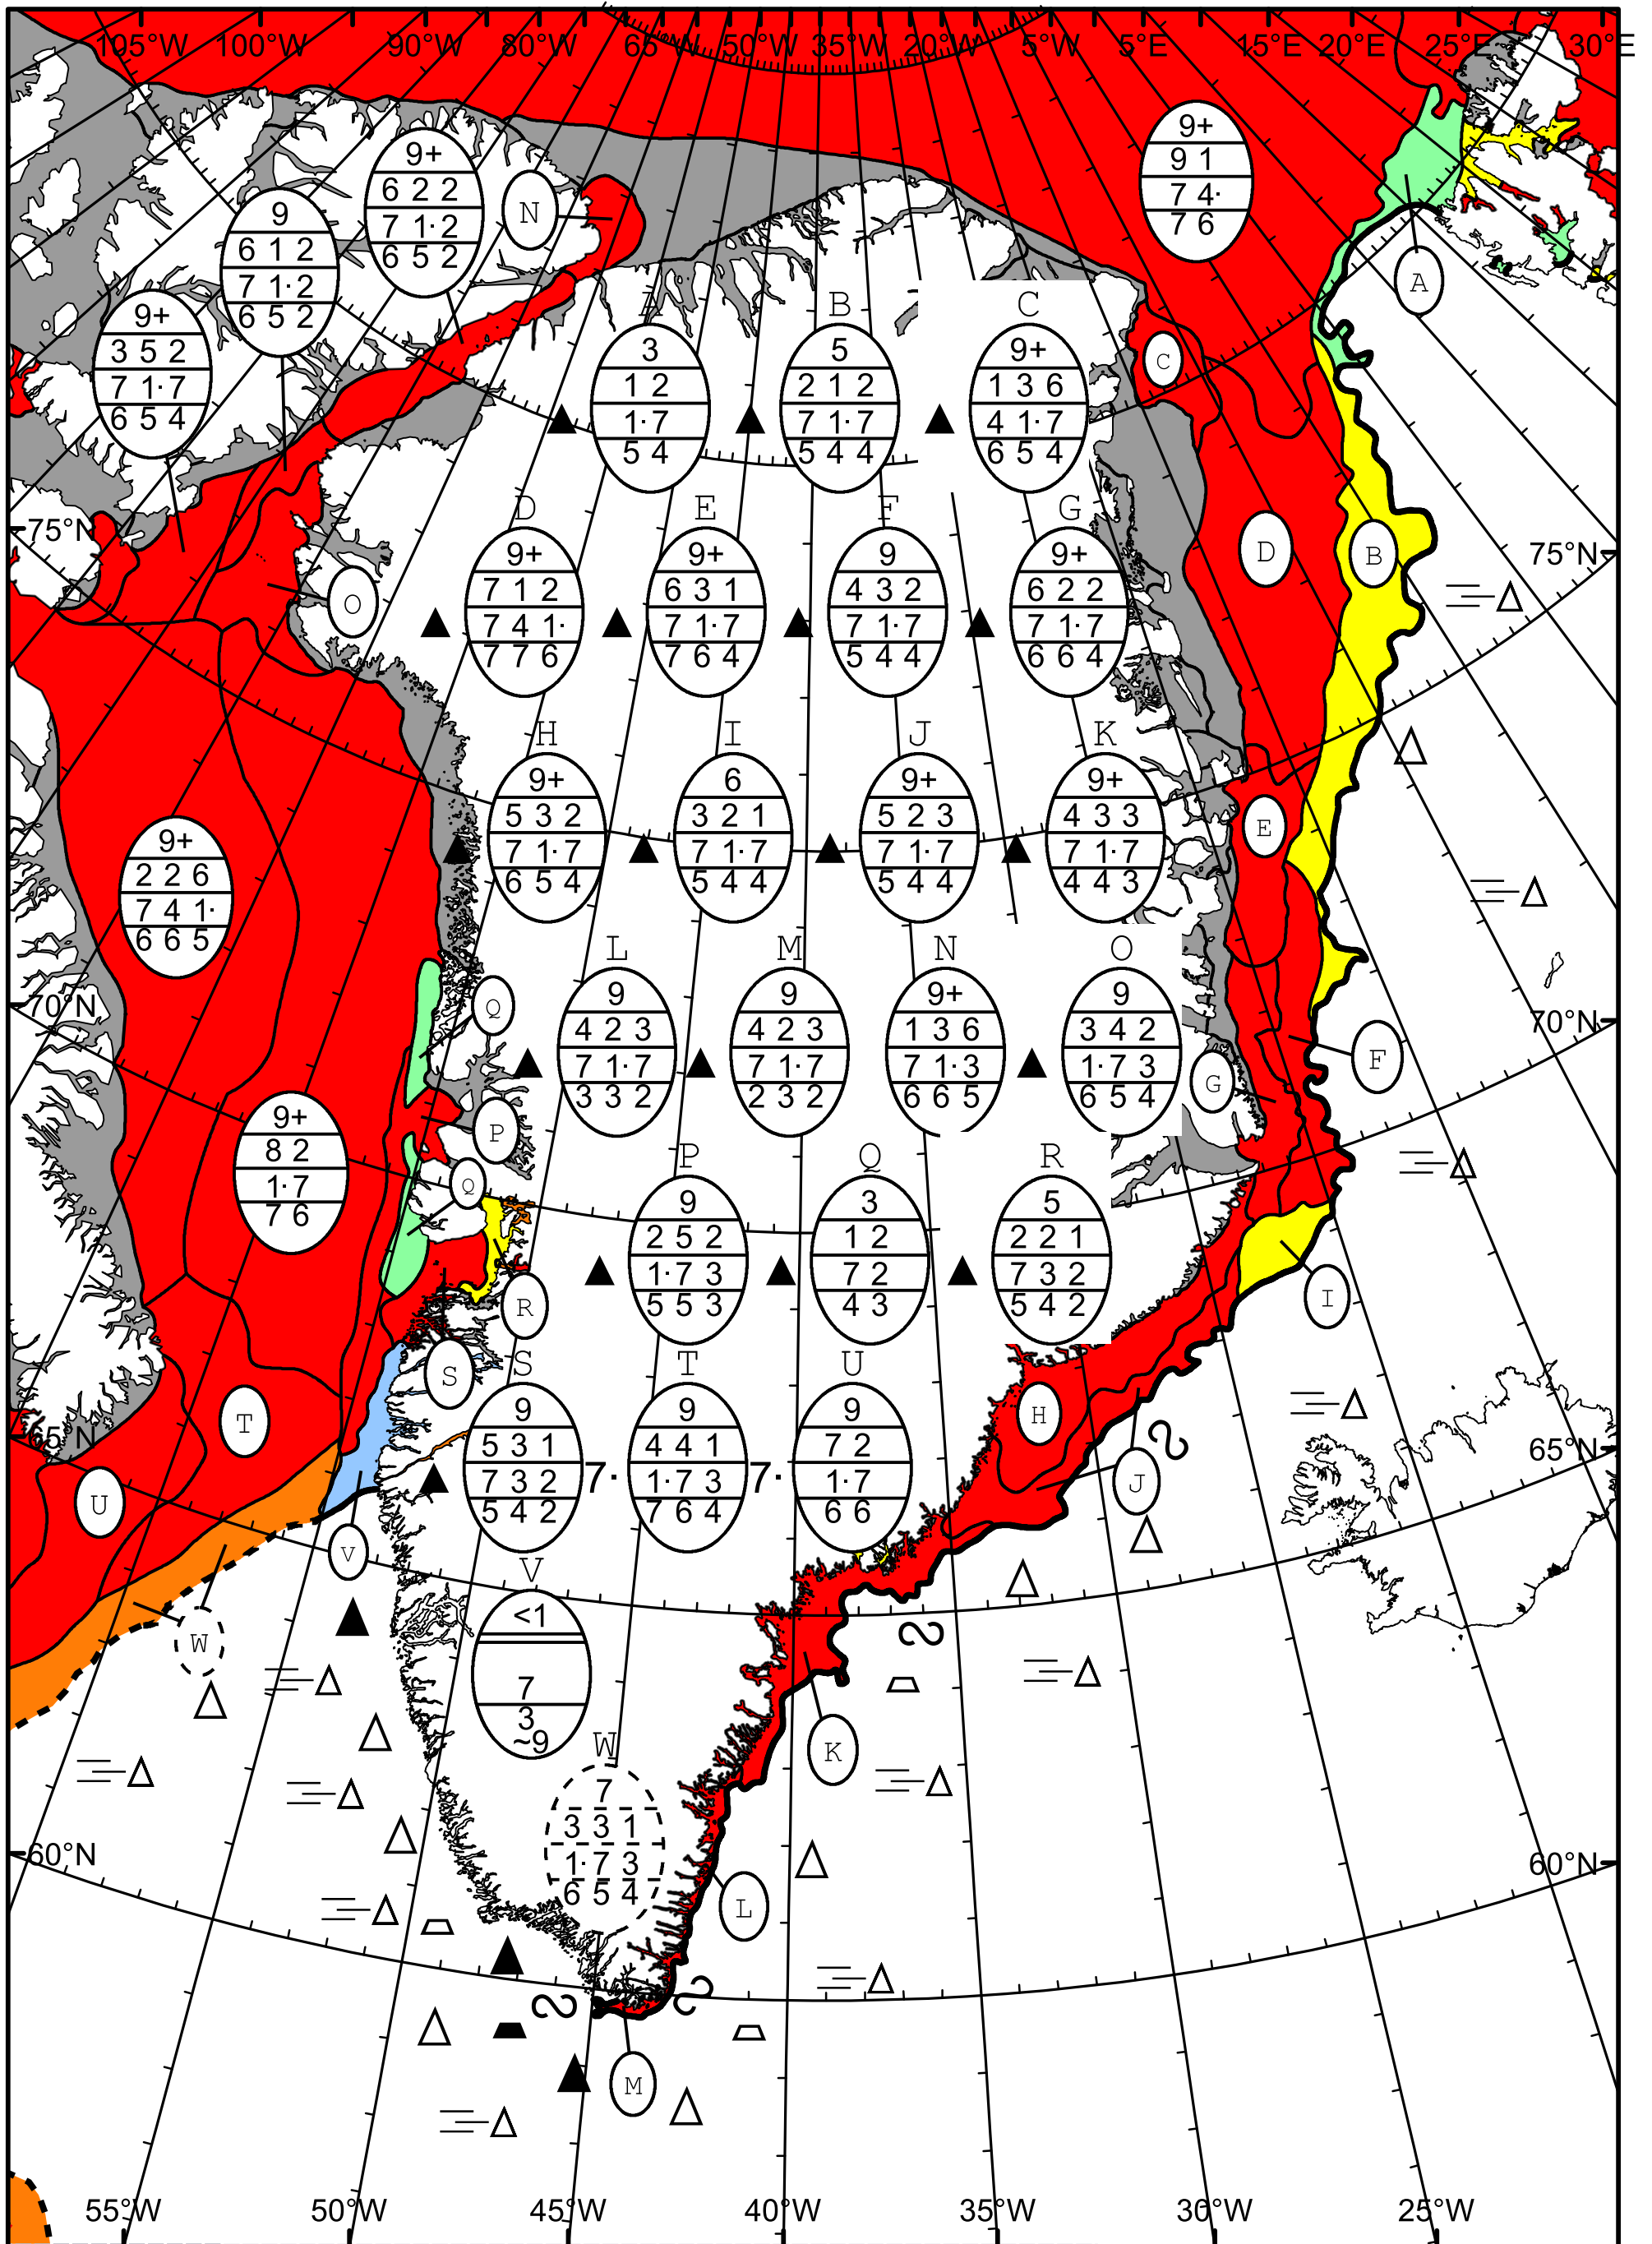 105°W 100°W 90°W 80°W 65°W 50°W 35°W 20°W 5°W 5°E 15°E 20°E 25°E 30°E
9+
9 1
7 4·
7 6
9+
6 2 2
7 1·2
6 5 2
N
9
6 1 2
7 1·2
6 5 2
9+
3 5 2
7 1·7
6 5 4
A
C
A
3
1 2
1·7
5 4
B
5
2 1 2
7 1·7
5 4 4
C
9+
1 3 6
4 1·7
6 5 4
75°N
75°N
O
D
B
D
9+
7 1 2
7 4 1·
7 7 6
E
9+
6 3 1
7 1·7
7 6 4
F
9
4 3 2
7 1·7
5 4 4
G
9+
6 2 2
7 1·7
6 6 4
H
9+
5 3 2
7 1·7
6 5 4
I
6
3 2 1
7 1·7
5 4 4
J
9+
5 2 3
7 1·7
5 4 4
K
9+
4 3 3
7 1·7
4 4 3
E
9+
2 2 6
7 4 1·
6 6 5
70°N
70°N
Q
L
9
4 2 3
7 1·7
3 3 2
M
9
4 2 3
7 1·7
2 3 2
N
9+
1 3 6
7 1·3
6 6 5
O
9
3 4 2
1·7 3
6 5 4
G
F
P
9+
8 2
1·7
7 6
Q
P
9
2 5 2
1·7 3
5 5 3
Q
3
1 2
7 2
4 3
R
5
2 2 1
7 3 2
5 4 2
R
I
S
T
H
65°N
65°N
U
J
S
9
5 3 1
7 3 2
5 4 2
7·
T
9
4 4 1
1·7 3
7 6 4
7·
U
9
7 2
1·7
6 6
V
V
<1
7
3
~9
W
W
7
3 3 1
1·7 3
6 5 4
K
60°N
60°N
L
M
55°W 50°W 45°W 40°W 35°W 30°W 25°W